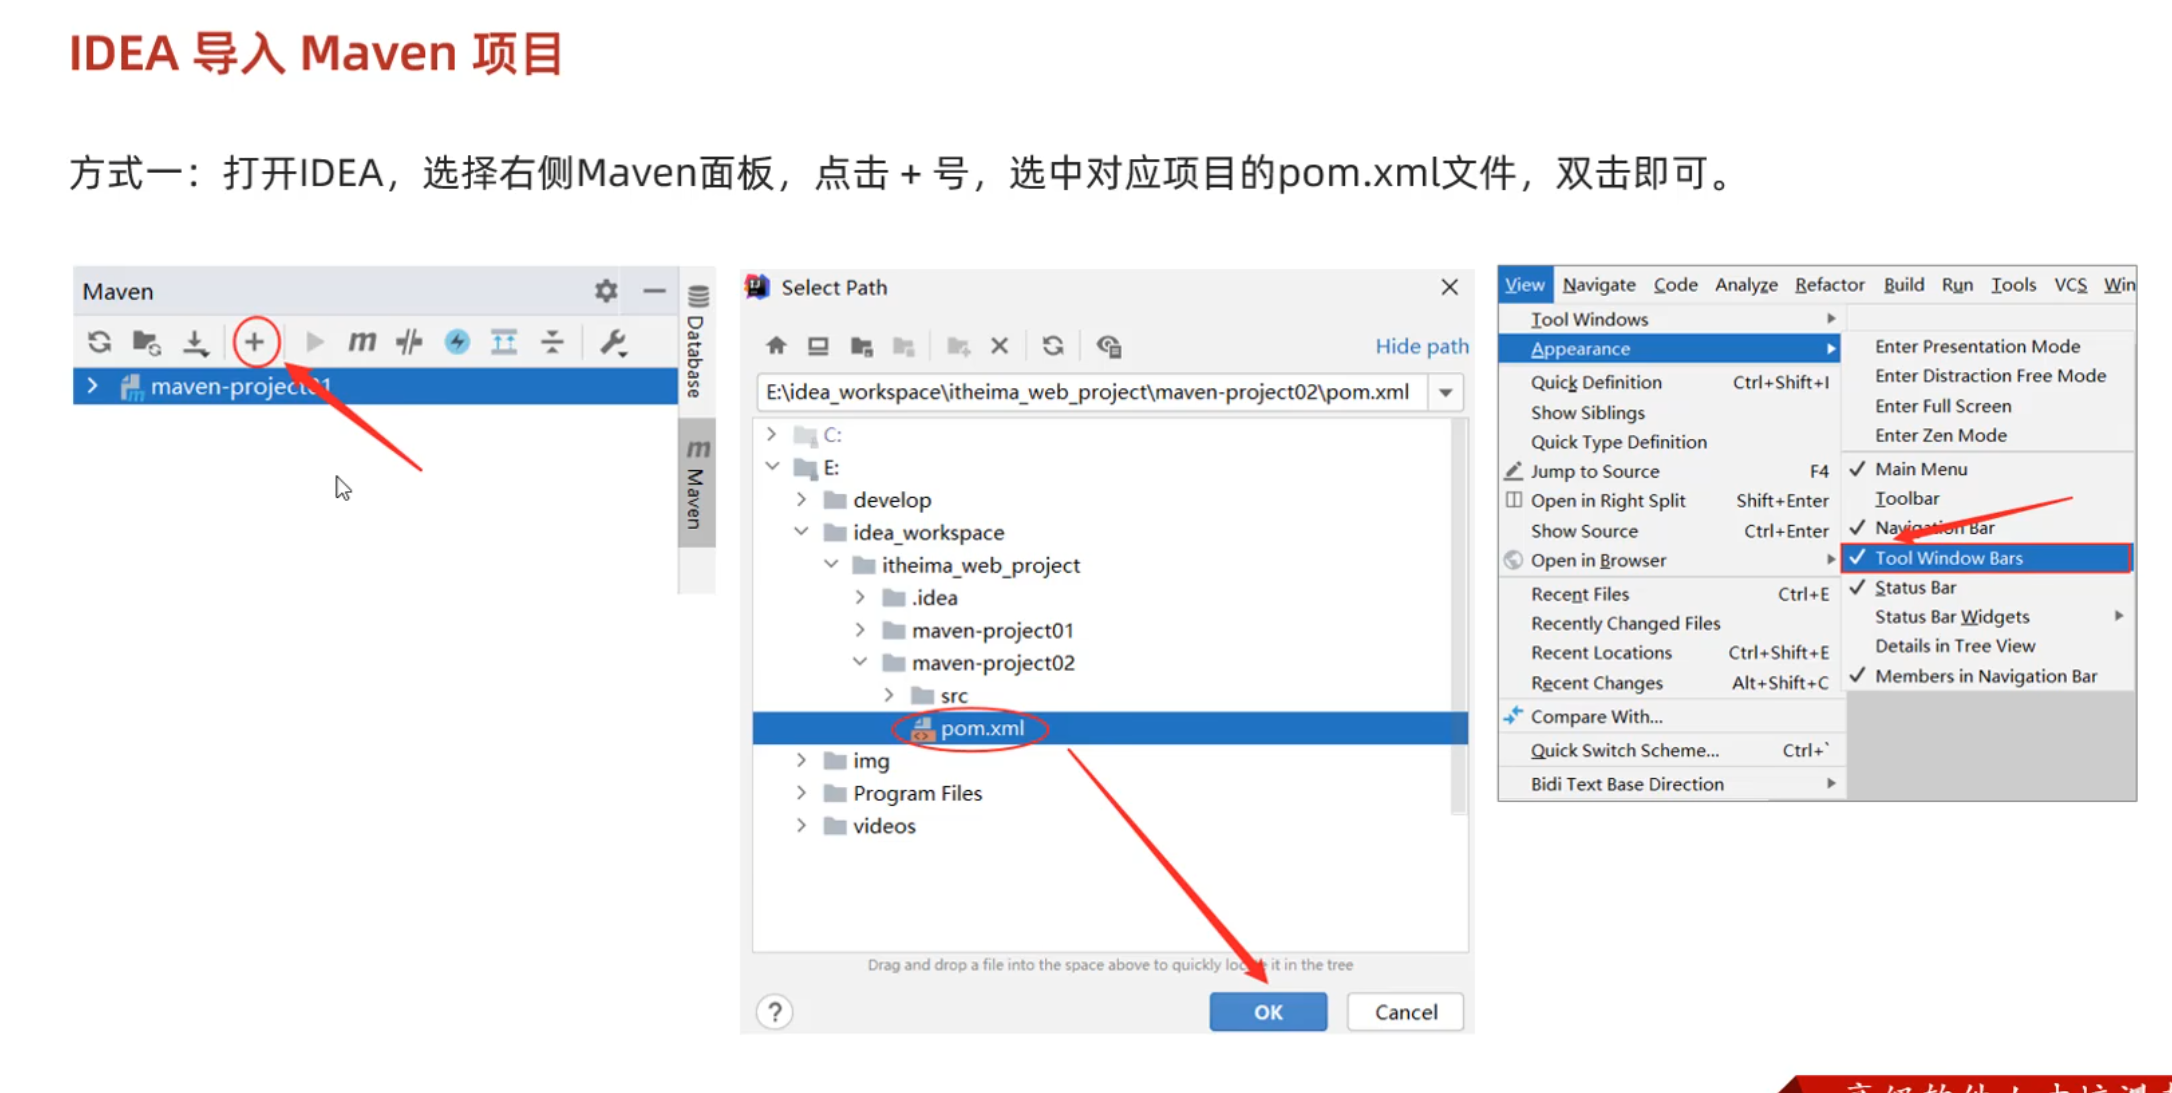 IDEA 导入 Maven 项目
方式一：打开IDEA，选择右侧Maven面板，点击 + 号，选中对应项目的pom.xml文件，双击即可。
Maven
maven-project01
Database
Maven
Select Path
Hide path
E:\idea_workspace\itheima_web_project\maven-project02\pom.xml
C:
E:
develop
idea_workspace
itheima_web_project
.idea
maven-project01
maven-project02
src
pom.xml
img
Program Files
videos
Drag and drop a file into the space above to quickly locate it in the tree
?
OK
Cancel
View Navigate Code Analyze Refactor Build Run Tools VCS Win
Tool Windows
Appearance
Quick Definition Ctrl+Shift+I
Show Siblings
Quick Type Definition
Jump to Source F4
Open in Right Split Shift+Enter
Show Source Ctrl+Enter
Open in Browser
Recent Files Ctrl+E
Recently Changed Files
Recent Locations Ctrl+Shift+E
Recent Changes Alt+Shift+C
Compare With...
Quick Switch Scheme... Ctrl+`
Bidi Text Base Direction
Enter Presentation Mode
Enter Distraction Free Mode
Enter Full Screen
Enter Zen Mode
Main Menu
Toolbar
Navigation Bar
Tool Window Bars
Status Bar
Status Bar Widgets
Details in Tree View
Members in Navigation Bar